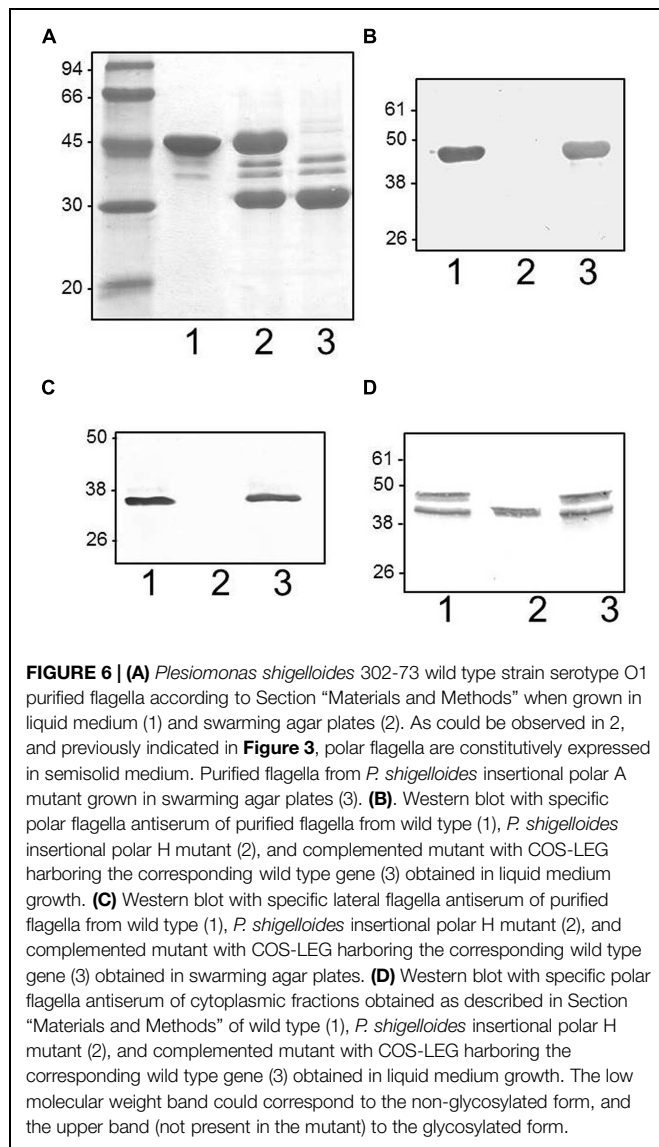 A
94
66
45
30
20
1 2 3
B
61
50
38
26
1 2 3
C
50
38
26
1 2 3
D
61
50
38
26
1 2 3
FIGURE 6 | (A) Plesiomonas shigelloides 302-73 wild type strain serotype O1
purified flagella according to Section “Materials and Methods” when grown in
liquid medium (1) and swarming agar plates (2). As could be observed in 2,
and previously indicated in Figure 3, polar flagella are constitutively expressed
in semisolid medium. Purified flagella from P. shigelloides insertional polar A
mutant grown in swarming agar plates (3). (B). Western blot with specific
polar flagella antiserum of purified flagella from wild type (1), P. shigelloides
insertional polar H mutant (2), and complemented mutant with COS-LEG
harboring the corresponding wild type gene (3) obtained in liquid medium
growth. (C) Western blot with specific lateral flagella antiserum of purified
flagella from wild type (1), P. shigelloides insertional polar H mutant (2), and
complemented mutant with COS-LEG harboring the corresponding wild type
gene (3) obtained in swarming agar plates. (D) Western blot with specific polar
flagella antiserum of cytoplasmic fractions obtained as described in Section
“Materials and Methods” of wild type (1), P. shigelloides insertional polar H
mutant (2), and complemented mutant with COS-LEG harboring the
corresponding wild type gene (3) obtained in liquid medium growth. The low
molecular weight band could correspond to the non-glycosylated form, and
the upper band (not present in the mutant) to the glycosylated form.